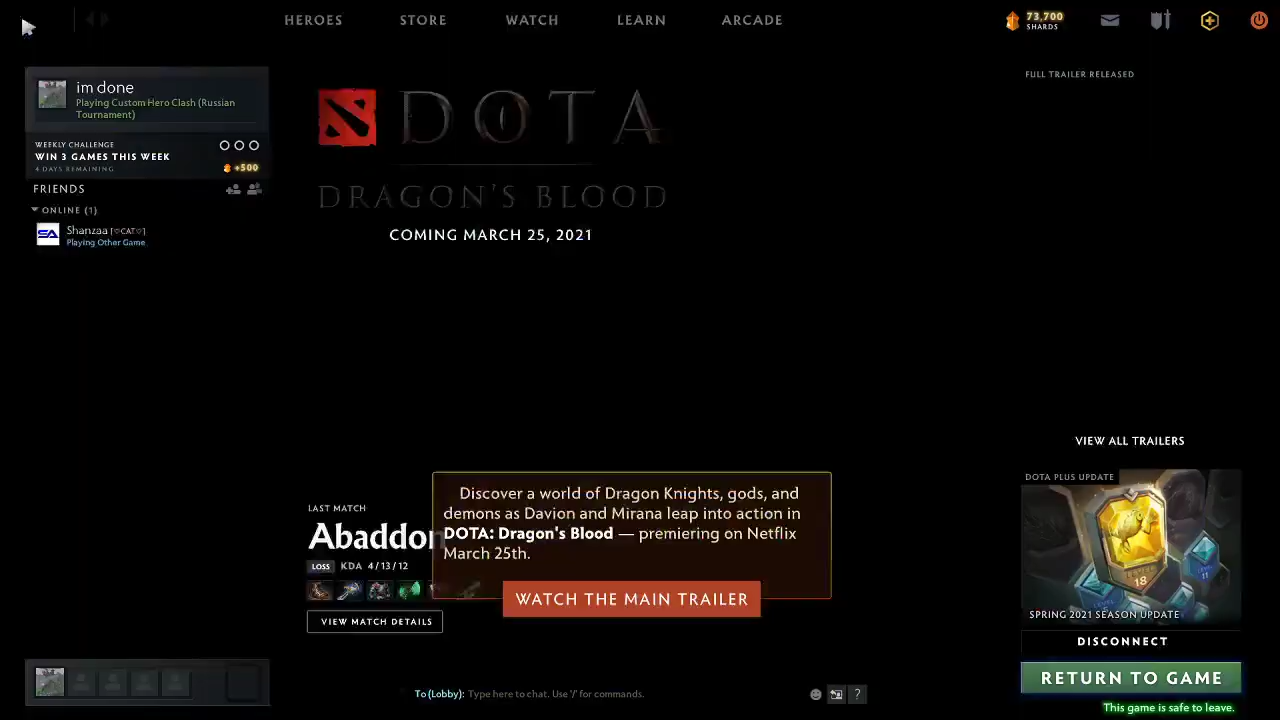 HEROES
STORE
WATCH
LEARN
ARCADE
73,700
SHARDS
im done
Playing Custom Hero Clash (Russian
Tournament)
WEEKLY CHALLENGE
WIN 3 GAMES THIS WEEK
4 DAYS REMAINING
+500
FRIENDS
ONLINE (1)
Shanzaa [♡CAT♡]
Playing Other Game
DOTA
DRAGON'S BLOOD
COMING MARCH 25, 2021
FULL TRAILER RELEASED
VIEW ALL TRAILERS
LAST MATCH
Abaddon
LOSS KDA 4/13/12
VIEW MATCH DETAILS
Discover a world of Dragon Knights, gods, and
demons as Davion and Mirana leap into action in
DOTA: Dragon's Blood — premiering on Netflix
March 25th.
WATCH THE MAIN TRAILER
DOTA PLUS UPDATE
18
11
SPRING 2021 SEASON UPDATE
DISCONNECT
RETURN TO GAME
This game is safe to leave.
To (Lobby): Type here to chat. Use '/' for commands.
?